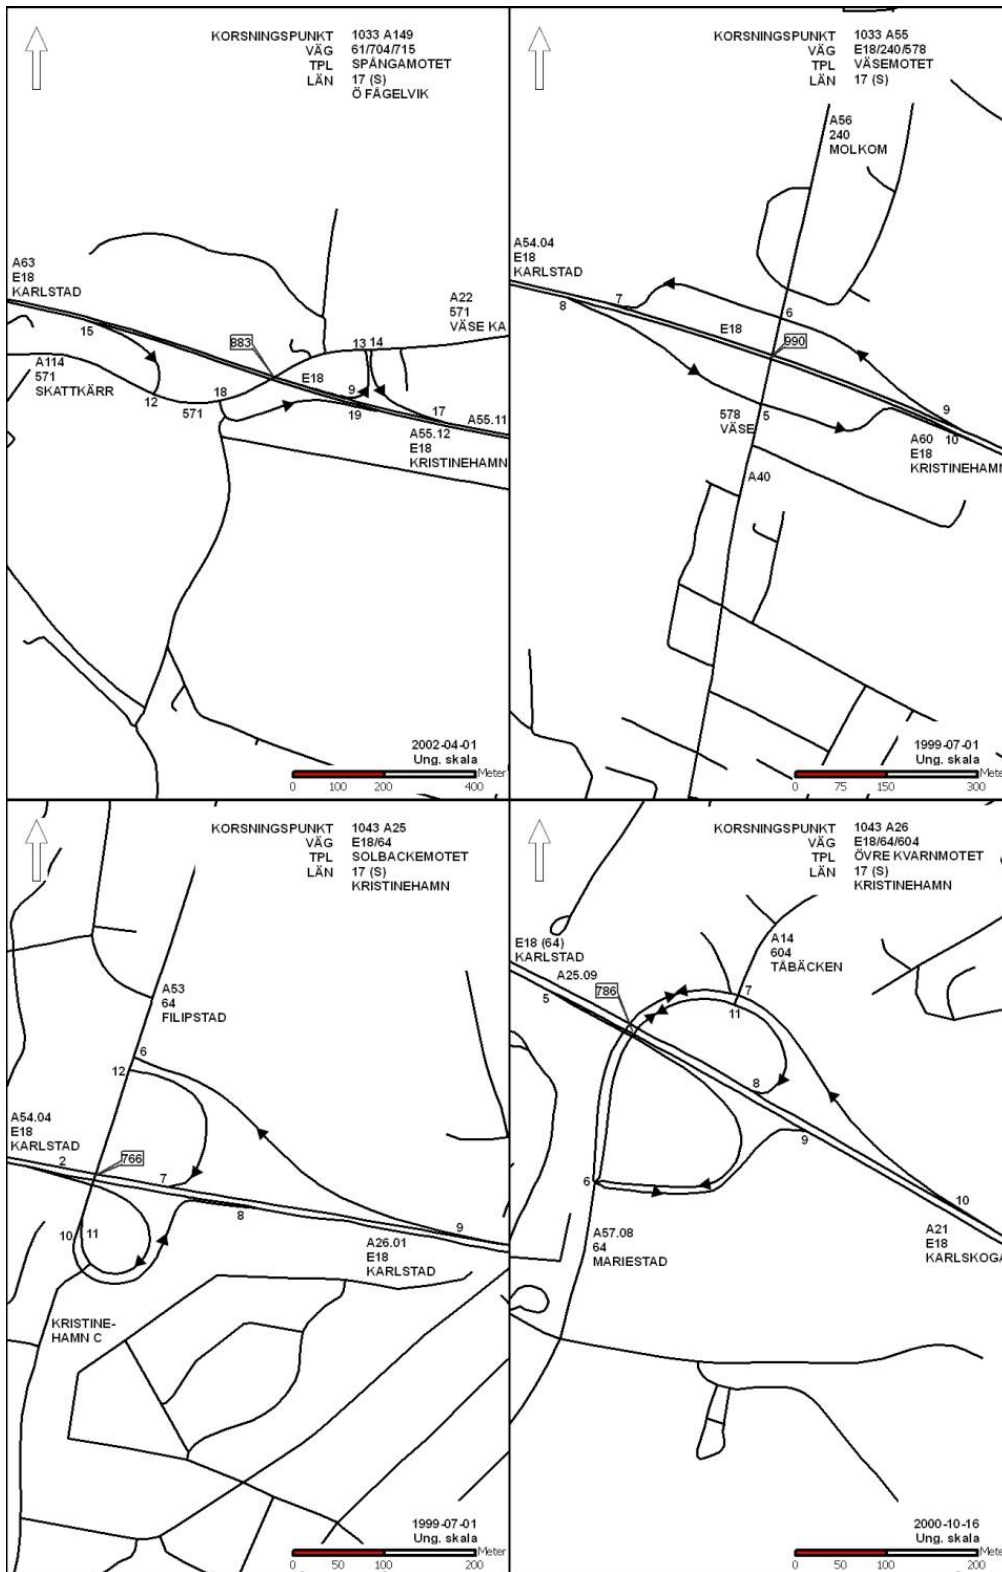 KORSNINGSPUNKT 1033 A149
VÄG 61/704/715
TPL SPÅNGAMOTET
LÄN 17 (S)
Ö FÅGELVIK
A63
E18
KARLSTAD
A22
571
VÄSE KA
15
883
13 14
A114
571
SKATTKÄRR
E18
9
12
18
571
19
17
A55.11
A55.12
E18
KRISTINEHAMN
2002-04-01
Ung. skala
Meter
0 100 200 400
KORSNINGSPUNKT 1033 A55
VÄG E18/240/578
TPL VÄSEMOTET
LÄN 17 (S)
A56
240
MOLKOM
A54.04
E18
KARLSTAD
7
8
6
E18
990
9
5
578
VÄSE
10
A60
E18
KRISTINEHAMN
A40
1999-07-01
Ung. skala
Meter
0 75 150 300
KORSNINGSPUNKT 1043 A25
VÄG E18/64
TPL SOLBACKEMOTET
LÄN 17 (S)
KRISTINEHAMN
A53
64
FILIPSTAD
6
12
A54.04
E18
KARLSTAD
2
766
7
8
9
10 11
A26.01
E18
KARLSTAD
KRISTINE-
HAMN C
1999-07-01
Ung. skala
Meter
0 50 100 200
KORSNINGSPUNKT 1043 A26
VÄG E18/64/604
TPL ÖVRE KVARNMOTET
LÄN 17 (S)
KRISTINEHAMN
A14
604
TÅBÄCKEN
E18 (64)
KARLSTAD
A25.09
5
786
7
11
8
9
6
10
A57.08
64
MARIESTAD
A21
E18
KARLSKOGA
2000-10-16
Ung. skala
Meter
0 50 100 200